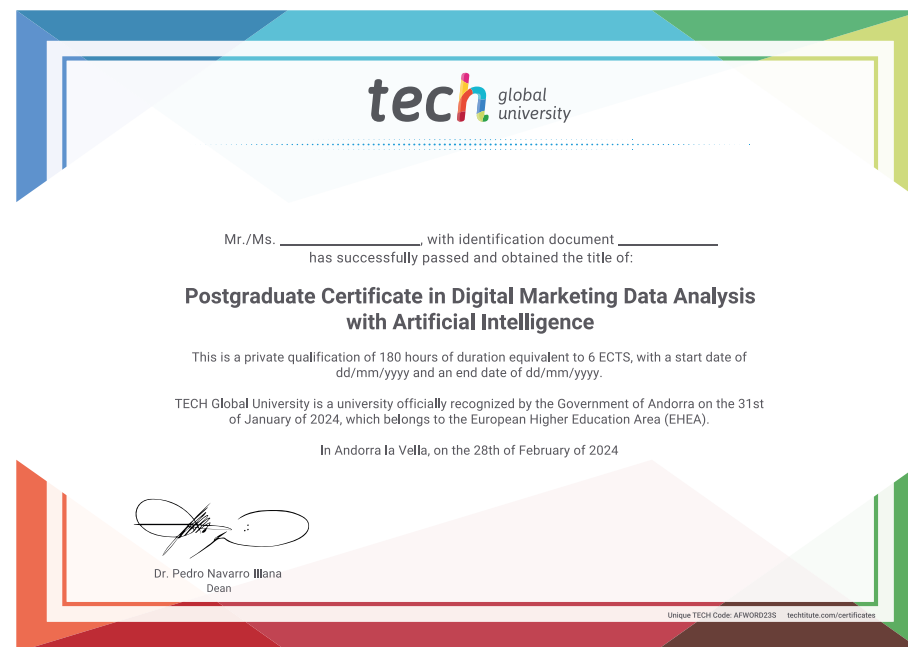 tech global university
Mr./Ms. ____________, with identification document ____________
has successfully passed and obtained the title of:
Postgraduate Certificate in Digital Marketing Data Analysis
with Artificial Intelligence
This is a private qualification of 180 hours of duration equivalent to 6 ECTS, with a start date of
dd/mm/yyyy and an end date of dd/mm/yyyy.
TECH Global University is a university officially recognized by the Government of Andorra on the 31st
of January of 2024, which belongs to the European Higher Education Area (EHEA).
In Andorra la Vella, on the 28th of February of 2024
Dr. Pedro Navarro Illana
Dean
Unique TECH Code: AFWORD23S techtitute.com/certificates